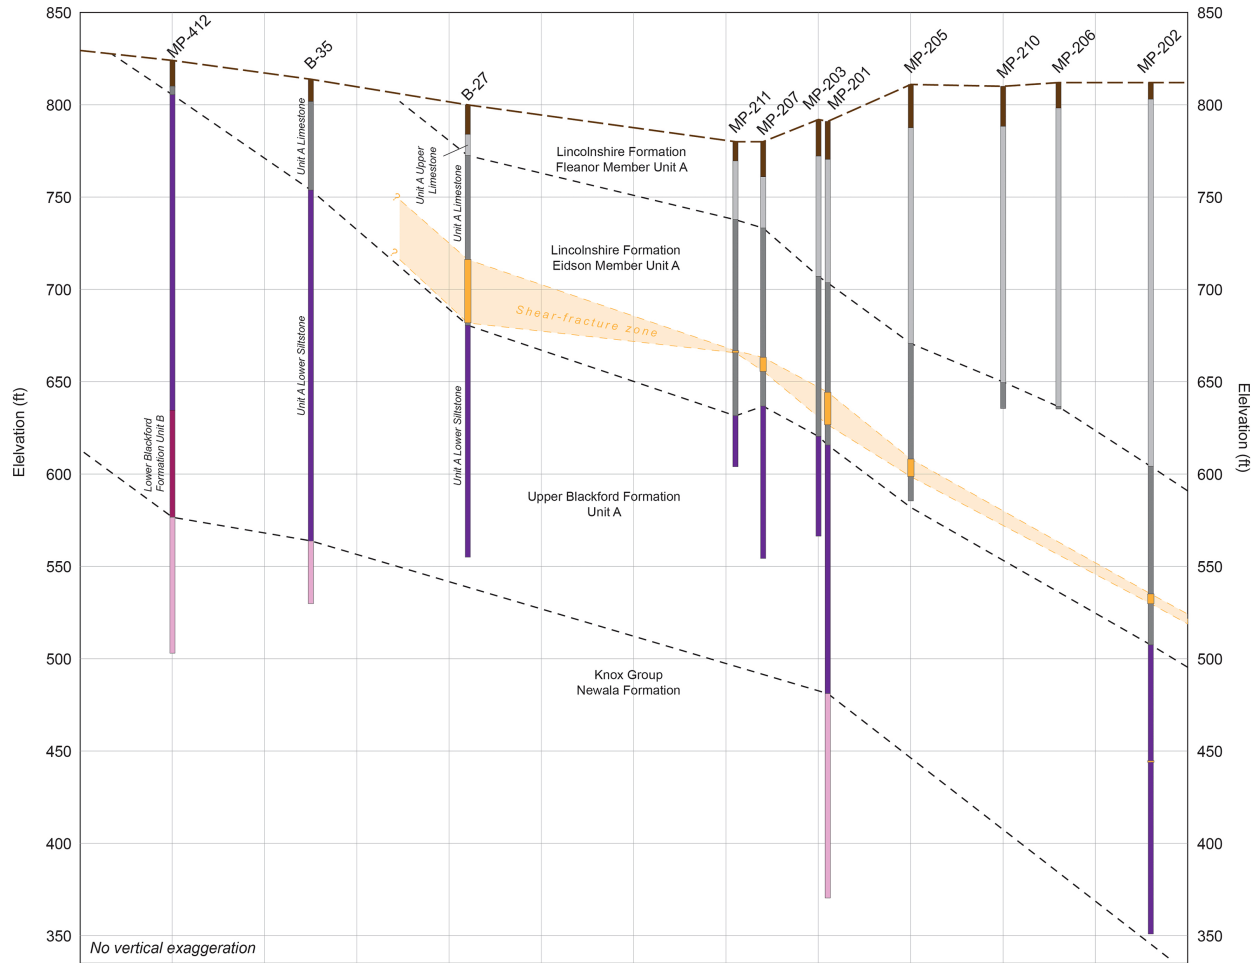 850
850
MP-412
B-35
B-27
MP-211
MP-207
MP-203
MP-201
MP-205
MP-210
MP-206
MP-202
800
800
Unit A Limestone
Unit A Upper
Limestone
Unit A Limestone
Lincolnshire Formation
Fleanor Member Unit A
750
750
?
?
Lincolnshire Formation
Eidson Member Unit A
700
700
Shear-fracture zone
Unit A Lower Siltstone
650
650
Unit A Lower Siltstone
Lower Blackford
Formation Unit B
Elelvation (ft)
Elelvation (ft)
600
600
Upper Blackford Formation
Unit A
550
550
500
500
Knox Group
Newala Formation
450
450
400
400
350
350
No vertical exaggeration